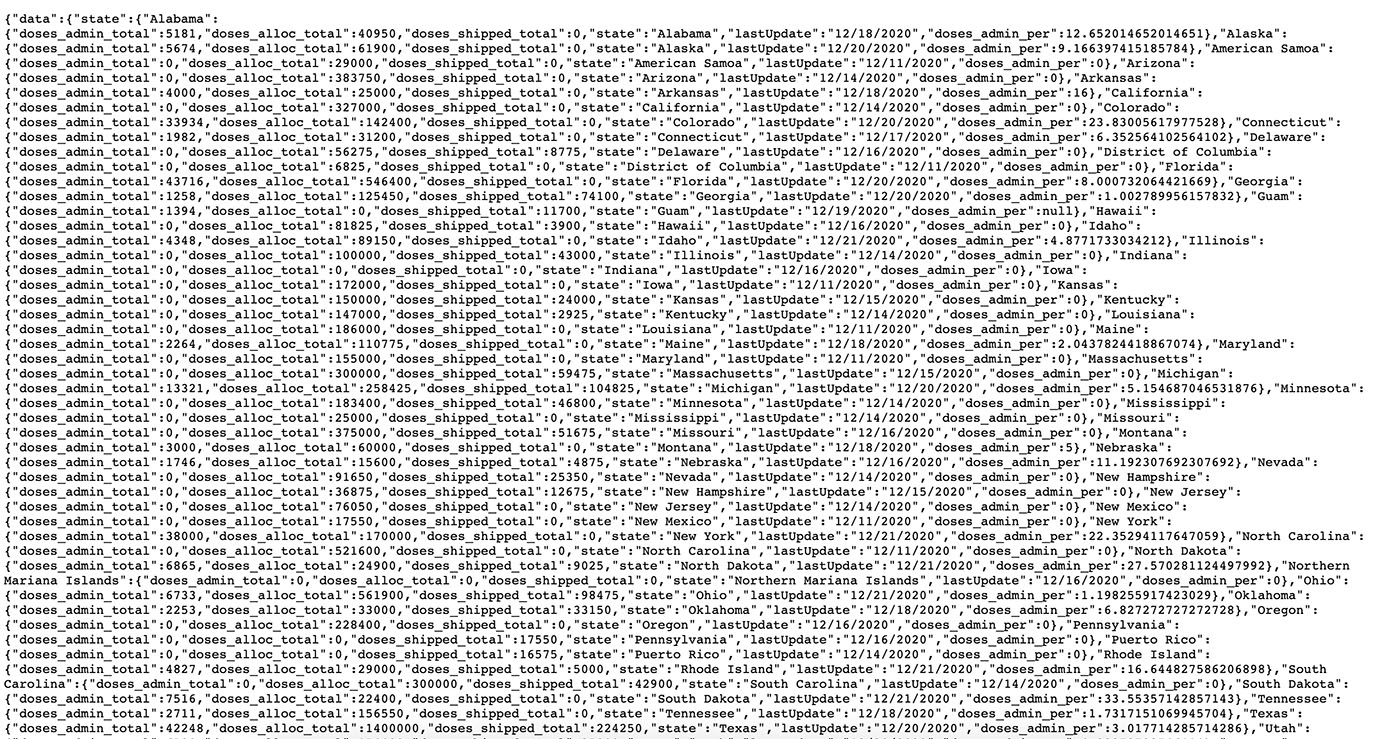 {"data":{"state":{"Alabama":
{"doses_admin_total":5181,"doses_alloc_total":40950,"doses_shipped_total":0,"state":"Alabama","lastUpdate":"12/18/2020","doses_admin_per":12.652014652014651},"Alaska":
{"doses_admin_total":5674,"doses_alloc_total":61900,"doses_shipped_total":0,"state":"Alaska","lastUpdate":"12/20/2020","doses_admin_per":9.166397415185784},"American Samoa":
{"doses_admin_total":0,"doses_alloc_total":29000,"doses_shipped_total":0,"state":"American Samoa","lastUpdate":"12/11/2020","doses_admin_per":0},"Arizona":
{"doses_admin_total":0,"doses_alloc_total":383750,"doses_shipped_total":0,"state":"Arizona","lastUpdate":"12/14/2020","doses_admin_per":0},"Arkansas":
{"doses_admin_total":4000,"doses_alloc_total":25000,"doses_shipped_total":0,"state":"Arkansas","lastUpdate":"12/18/2020","doses_admin_per":16},"California":
{"doses_admin_total":0,"doses_alloc_total":327000,"doses_shipped_total":0,"state":"California","lastUpdate":"12/14/2020","doses_admin_per":0},"Colorado":
{"doses_admin_total":33934,"doses_alloc_total":142400,"doses_shipped_total":0,"state":"Colorado","lastUpdate":"12/20/2020","doses_admin_per":23.83005617977528},"Connecticut":
{"doses_admin_total":1982,"doses_alloc_total":31200,"doses_shipped_total":0,"state":"Connecticut","lastUpdate":"12/17/2020","doses_admin_per":6.352564102564102},"Delaware":
{"doses_admin_total":0,"doses_alloc_total":56275,"doses_shipped_total":8775,"state":"Delaware","lastUpdate":"12/16/2020","doses_admin_per":0},"District of Columbia":
{"doses_admin_total":0,"doses_alloc_total":6825,"doses_shipped_total":0,"state":"District of Columbia","lastUpdate":"12/11/2020","doses_admin_per":0},"Florida":
{"doses_admin_total":43716,"doses_alloc_total":546400,"doses_shipped_total":0,"state":"Florida","lastUpdate":"12/20/2020","doses_admin_per":8.000732064421669},"Georgia":
{"doses_admin_total":1258,"doses_alloc_total":125450,"doses_shipped_total":74100,"state":"Georgia","lastUpdate":"12/20/2020","doses_admin_per":1.002789956157832},"Guam":
{"doses_admin_total":1394,"doses_alloc_total":0,"doses_shipped_total":11700,"state":"Guam","lastUpdate":"12/19/2020","doses_admin_per":null},"Hawaii":
{"doses_admin_total":0,"doses_alloc_total":81825,"doses_shipped_total":3900,"state":"Hawaii","lastUpdate":"12/16/2020","doses_admin_per":0},"Idaho":
{"doses_admin_total":4348,"doses_alloc_total":89150,"doses_shipped_total":0,"state":"Idaho","lastUpdate":"12/21/2020","doses_admin_per":4.8771733034212},"Illinois":
{"doses_admin_total":0,"doses_alloc_total":100000,"doses_shipped_total":43000,"state":"Illinois","lastUpdate":"12/14/2020","doses_admin_per":0},"Indiana":
{"doses_admin_total":0,"doses_alloc_total":0,"doses_shipped_total":0,"state":"Indiana","lastUpdate":"12/16/2020","doses_admin_per":0},"Iowa":
{"doses_admin_total":0,"doses_alloc_total":172000,"doses_shipped_total":0,"state":"Iowa","lastUpdate":"12/11/2020","doses_admin_per":0},"Kansas":
{"doses_admin_total":0,"doses_alloc_total":150000,"doses_shipped_total":24000,"state":"Kansas","lastUpdate":"12/15/2020","doses_admin_per":0},"Kentucky":
{"doses_admin_total":0,"doses_alloc_total":147000,"doses_shipped_total":2925,"state":"Kentucky","lastUpdate":"12/14/2020","doses_admin_per":0},"Louisiana":
{"doses_admin_total":0,"doses_alloc_total":186000,"doses_shipped_total":0,"state":"Louisiana","lastUpdate":"12/11/2020","doses_admin_per":0},"Maine":
{"doses_admin_total":2264,"doses_alloc_total":110775,"doses_shipped_total":0,"state":"Maine","lastUpdate":"12/18/2020","doses_admin_per":2.0437824418867074},"Maryland":
{"doses_admin_total":0,"doses_alloc_total":155000,"doses_shipped_total":0,"state":"Maryland","lastUpdate":"12/11/2020","doses_admin_per":0},"Massachusetts":
{"doses_admin_total":0,"doses_alloc_total":300000,"doses_shipped_total":59475,"state":"Massachusetts","lastUpdate":"12/15/2020","doses_admin_per":0},"Michigan":
{"doses_admin_total":13321,"doses_alloc_total":258425,"doses_shipped_total":104825,"state":"Michigan","lastUpdate":"12/20/2020","doses_admin_per":5.154687046531876},"Minnesota":
{"doses_admin_total":0,"doses_alloc_total":183400,"doses_shipped_total":46800,"state":"Minnesota","lastUpdate":"12/14/2020","doses_admin_per":0},"Mississippi":
{"doses_admin_total":0,"doses_alloc_total":25000,"doses_shipped_total":0,"state":"Mississippi","lastUpdate":"12/14/2020","doses_admin_per":0},"Missouri":
{"doses_admin_total":0,"doses_alloc_total":375000,"doses_shipped_total":51675,"state":"Missouri","lastUpdate":"12/16/2020","doses_admin_per":0},"Montana":
{"doses_admin_total":3000,"doses_alloc_total":60000,"doses_shipped_total":0,"state":"Montana","lastUpdate":"12/18/2020","doses_admin_per":5},"Nebraska":
{"doses_admin_total":1746,"doses_alloc_total":15600,"doses_shipped_total":4875,"state":"Nebraska","lastUpdate":"12/16/2020","doses_admin_per":11.192307692307692},"Nevada":
{"doses_admin_total":0,"doses_alloc_total":91650,"doses_shipped_total":25350,"state":"Nevada","lastUpdate":"12/14/2020","doses_admin_per":0},"New Hampshire":
{"doses_admin_total":0,"doses_alloc_total":36875,"doses_shipped_total":12675,"state":"New Hampshire","lastUpdate":"12/15/2020","doses_admin_per":0},"New Jersey":
{"doses_admin_total":0,"doses_alloc_total":76050,"doses_shipped_total":0,"state":"New Jersey","lastUpdate":"12/14/2020","doses_admin_per":0},"New Mexico":
{"doses_admin_total":0,"doses_alloc_total":17550,"doses_shipped_total":0,"state":"New Mexico","lastUpdate":"12/11/2020","doses_admin_per":0},"New York":
{"doses_admin_total":38000,"doses_alloc_total":170000,"doses_shipped_total":0,"state":"New York","lastUpdate":"12/21/2020","doses_admin_per":22.35294117647059},"North Carolina":
{"doses_admin_total":0,"doses_alloc_total":521600,"doses_shipped_total":0,"state":"North Carolina","lastUpdate":"12/11/2020","doses_admin_per":0},"North Dakota":
{"doses_admin_total":6865,"doses_alloc_total":24900,"doses_shipped_total":9025,"state":"North Dakota","lastUpdate":"12/21/2020","doses_admin_per":27.570281124497992},"Northern
Mariana Islands":{"doses_admin_total":0,"doses_alloc_total":0,"doses_shipped_total":0,"state":"Northern Mariana Islands","lastUpdate":"12/16/2020","doses_admin_per":0},"Ohio":
{"doses_admin_total":6733,"doses_alloc_total":561900,"doses_shipped_total":98475,"state":"Ohio","lastUpdate":"12/21/2020","doses_admin_per":1.198255917423029},"Oklahoma":
{"doses_admin_total":2253,"doses_alloc_total":33000,"doses_shipped_total":33150,"state":"Oklahoma","lastUpdate":"12/18/2020","doses_admin_per":6.827272727272728},"Oregon":
{"doses_admin_total":0,"doses_alloc_total":228400,"doses_shipped_total":0,"state":"Oregon","lastUpdate":"12/16/2020","doses_admin_per":0},"Pennsylvania":
{"doses_admin_total":0,"doses_alloc_total":0,"doses_shipped_total":17550,"state":"Pennsylvania","lastUpdate":"12/16/2020","doses_admin_per":0},"Puerto Rico":
{"doses_admin_total":0,"doses_alloc_total":0,"doses_shipped_total":16575,"state":"Puerto Rico","lastUpdate":"12/14/2020","doses_admin_per":0},"Rhode Island":
{"doses_admin_total":4827,"doses_alloc_total":29000,"doses_shipped_total":5000,"state":"Rhode Island","lastUpdate":"12/21/2020","doses_admin_per":16.644827586206898},"South
Carolina":{"doses_admin_total":0,"doses_alloc_total":300000,"doses_shipped_total":42900,"state":"South Carolina","lastUpdate":"12/14/2020","doses_admin_per":0},"South Dakota":
{"doses_admin_total":7516,"doses_alloc_total":22400,"doses_shipped_total":0,"state":"South Dakota","lastUpdate":"12/21/2020","doses_admin_per":33.55357142857143},"Tennessee":
{"doses_admin_total":2711,"doses_alloc_total":156550,"doses_shipped_total":0,"state":"Tennessee","lastUpdate":"12/18/2020","doses_admin_per":1.7317151069945704},"Texas":
{"doses_admin_total":42248,"doses_alloc_total":1400000,"doses_shipped_total":224250,"state":"Texas","lastUpdate":"12/20/2020","doses_admin_per":3.01771428571​4286},"Utah":